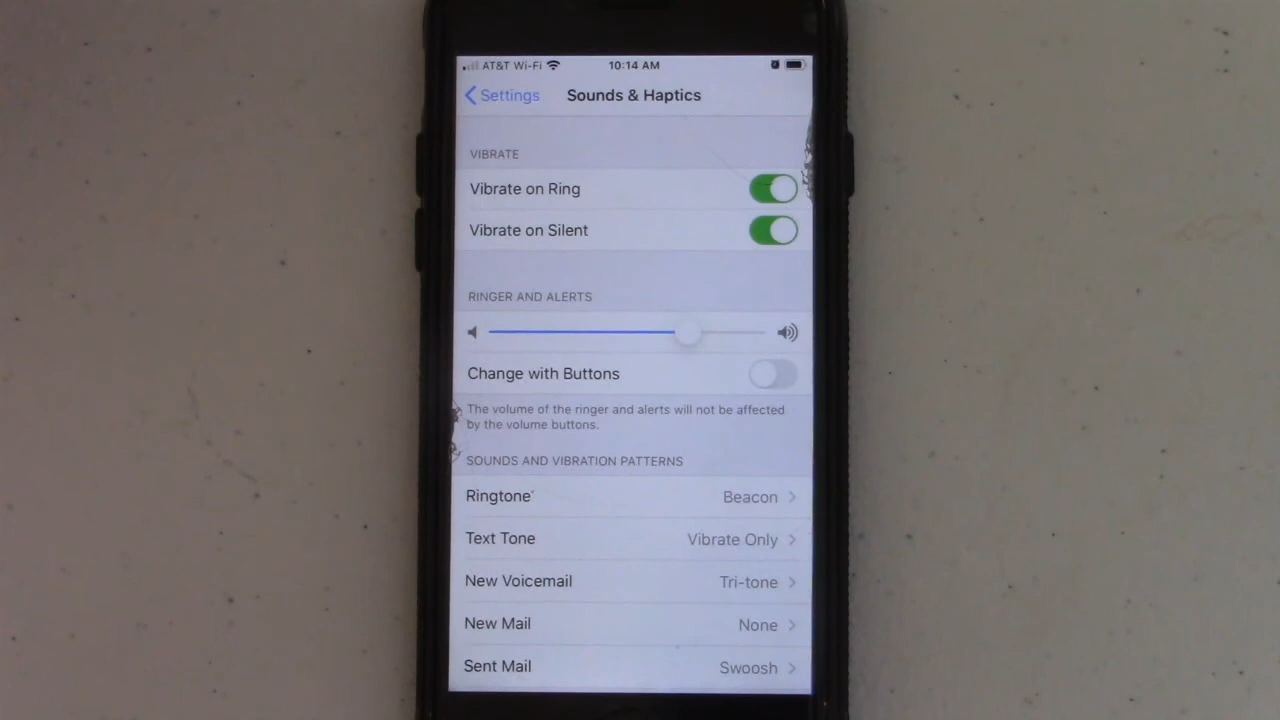 AT&T Wi-Fi 10:14 AM
Settings Sounds & Haptics
VIBRATE
Vibrate on Ring
Vibrate on Silent
RINGER AND ALERTS
Change with Buttons
The volume of the ringer and alerts will not be affected
by the volume buttons.
SOUNDS AND VIBRATION PATTERNS
Ringtone Beacon
Text Tone Vibrate Only
New Voicemail Tri-tone
New Mail None
Sent Mail Swoosh